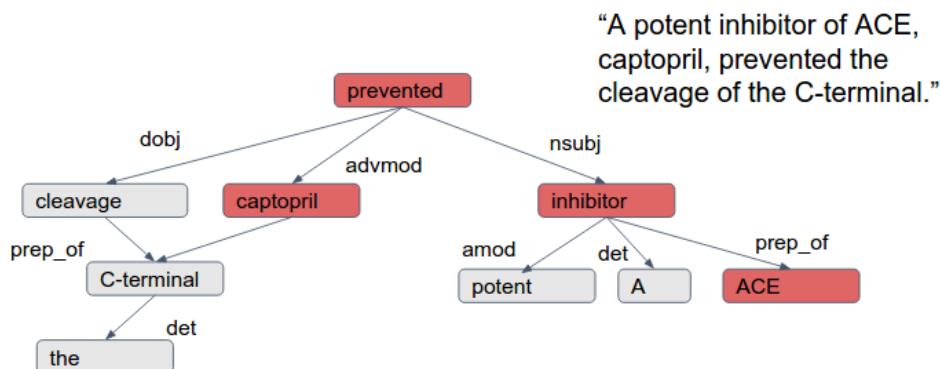 “A potent inhibitor of ACE,
captopril, prevented the
cleavage of the C-terminal.”
prevented
dobj
advmod
nsubj
cleavage
captopril
inhibitor
prep_of
amod
det
prep_of
C-terminal
potent
A
ACE
det
the